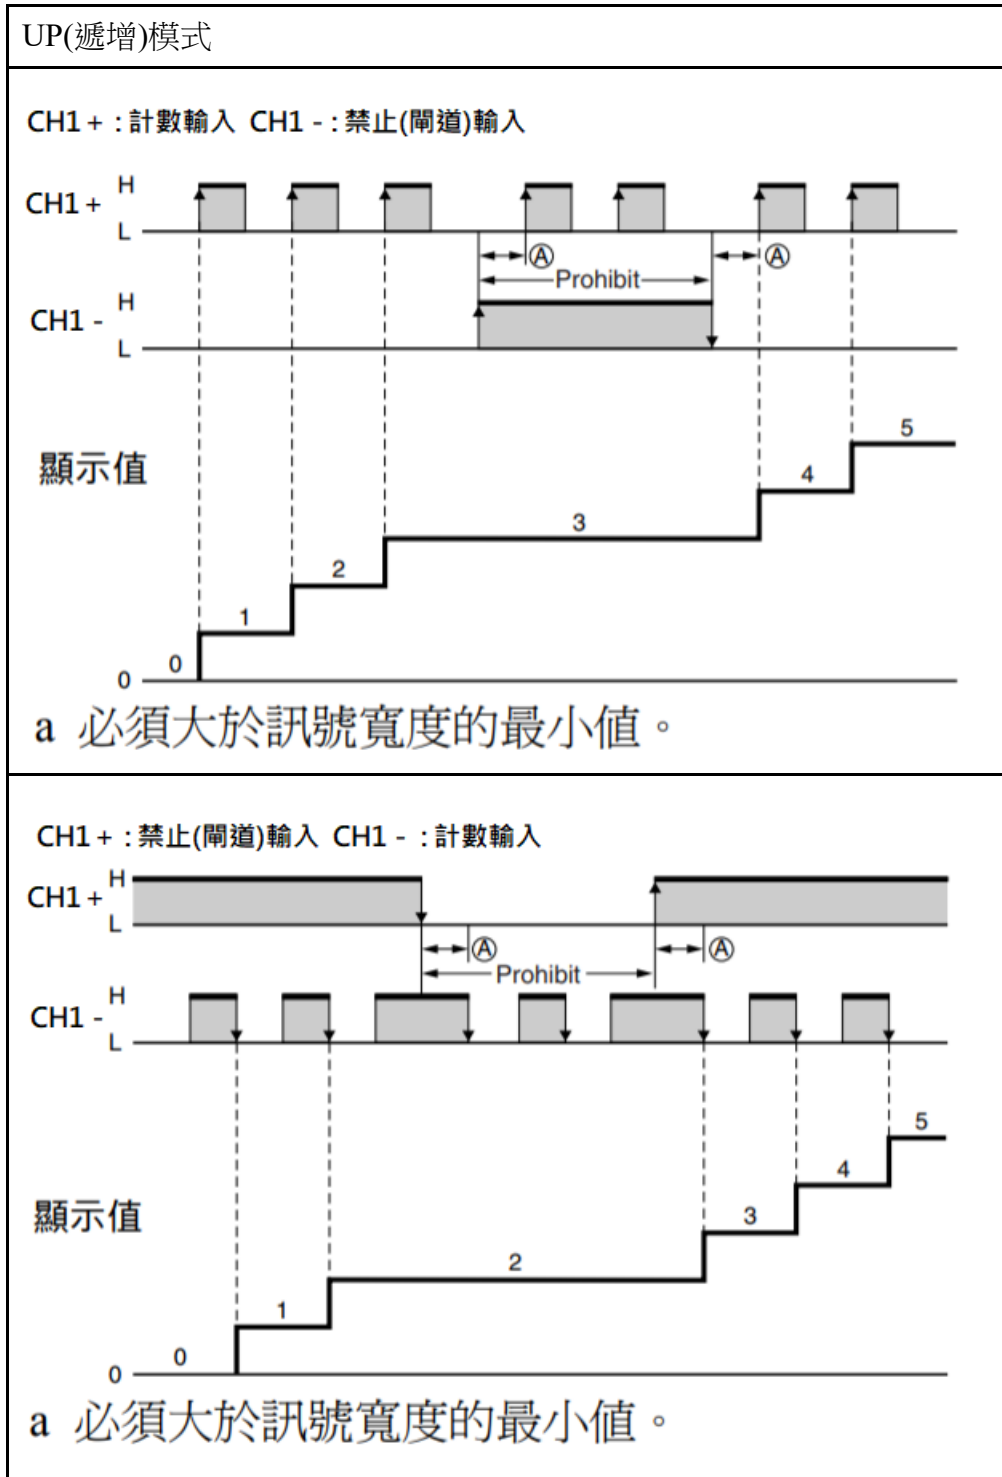 UP(遞增)模式
CH1 + : 計數輸入 CH1 - : 禁止(閘道)輸入
CH1 +
H
L
Ⓐ
Ⓐ
Prohibit
CH1 -
H
L
顯示值
5
4
3
2
1
0
0
a 必須大於訊號寬度的最小值。
CH1 + : 禁止(閘道)輸入 CH1 - : 計數輸入
CH1 +
H
L
Ⓐ
Ⓐ
Prohibit
CH1 -
H
L
顯示值
5
4
3
2
1
0
0
a 必須大於訊號寬度的最小值。